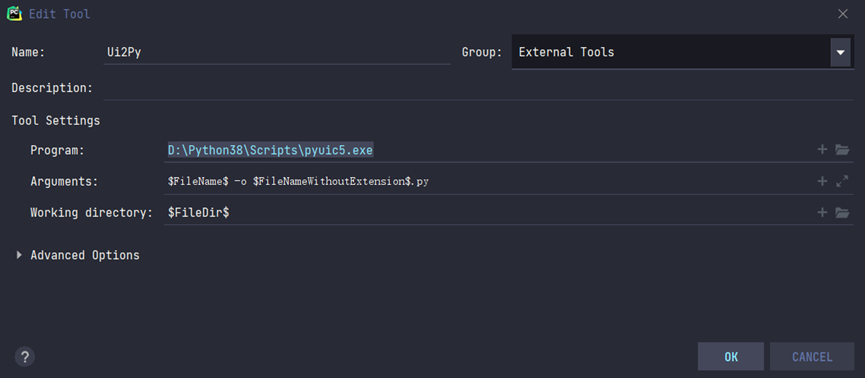 PC Edit Tool
Name: Ui2Py Group: External Tools
Description:
Tool Settings
Program: D:\Python38\Scripts\pyuic5.exe
Arguments: $FileName$ -o $FileNameWithoutExtension$.py
Working directory: $FileDir$
Advanced Options
? OK CANCEL